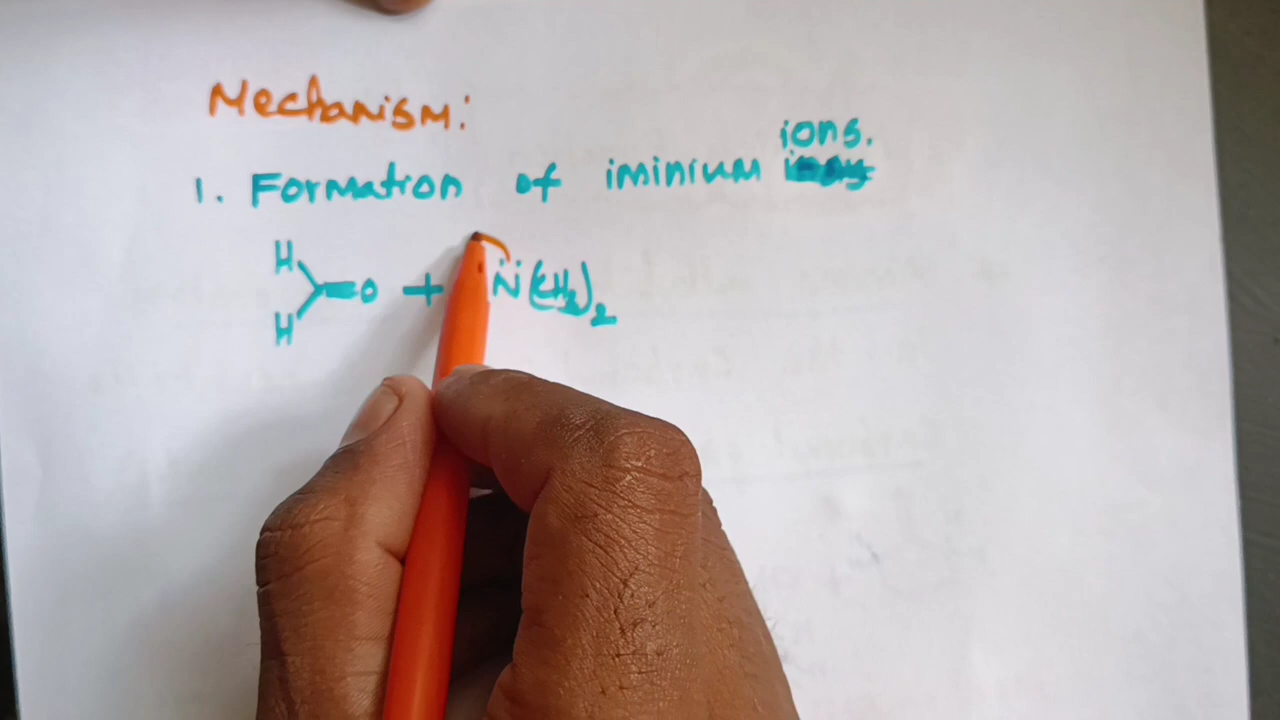 Mechanism:
1. Formation of iminium ions.
H
=O + N̈(CH₃)₂
H